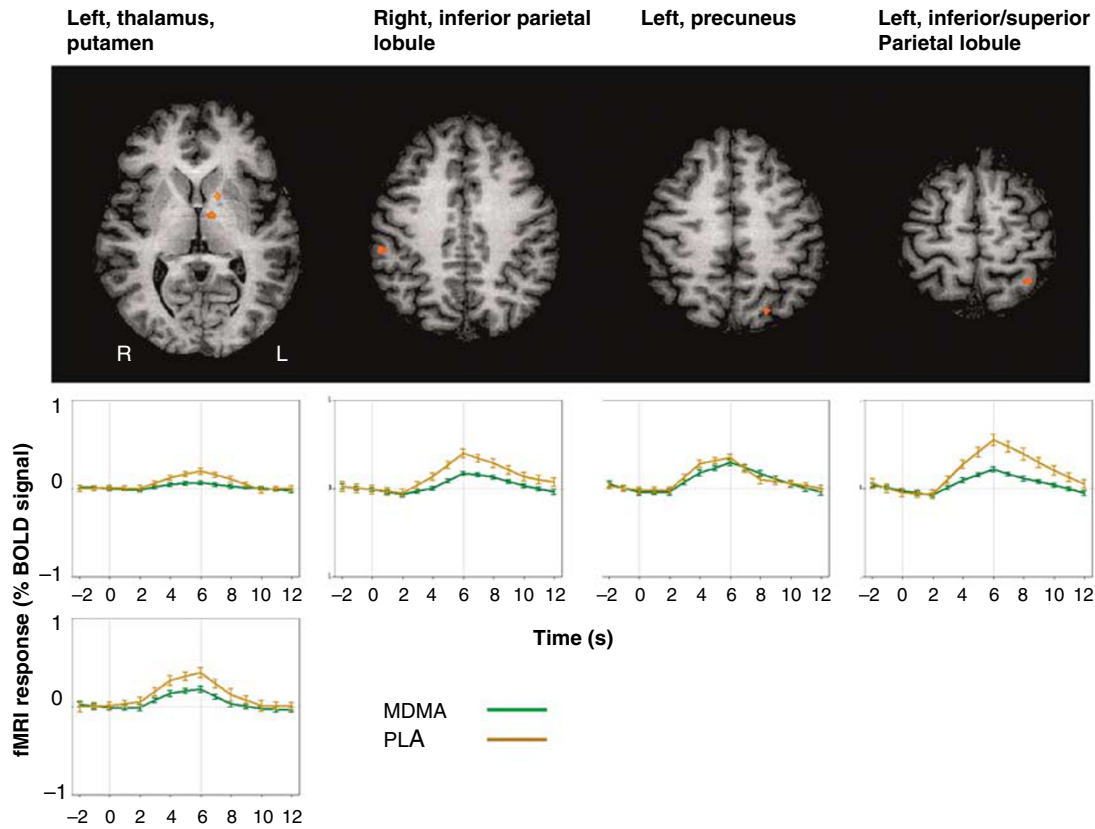 Left, thalamus,
putamen
Right, inferior parietal
lobule
Left, precuneus
Left, inferior/superior
Parietal lobule
R
L
fMRI response (% BOLD signal)
1
0
−1
−2 0 2 4 6 8 10 12
−2 0 2 4 6 8 10 12
−2 0 2 4 6 8 10 12
−2 0 2 4 6 8 10 12
Time (s)
1
0
−1
−2 0 2 4 6 8 10 12
MDMA
PLA